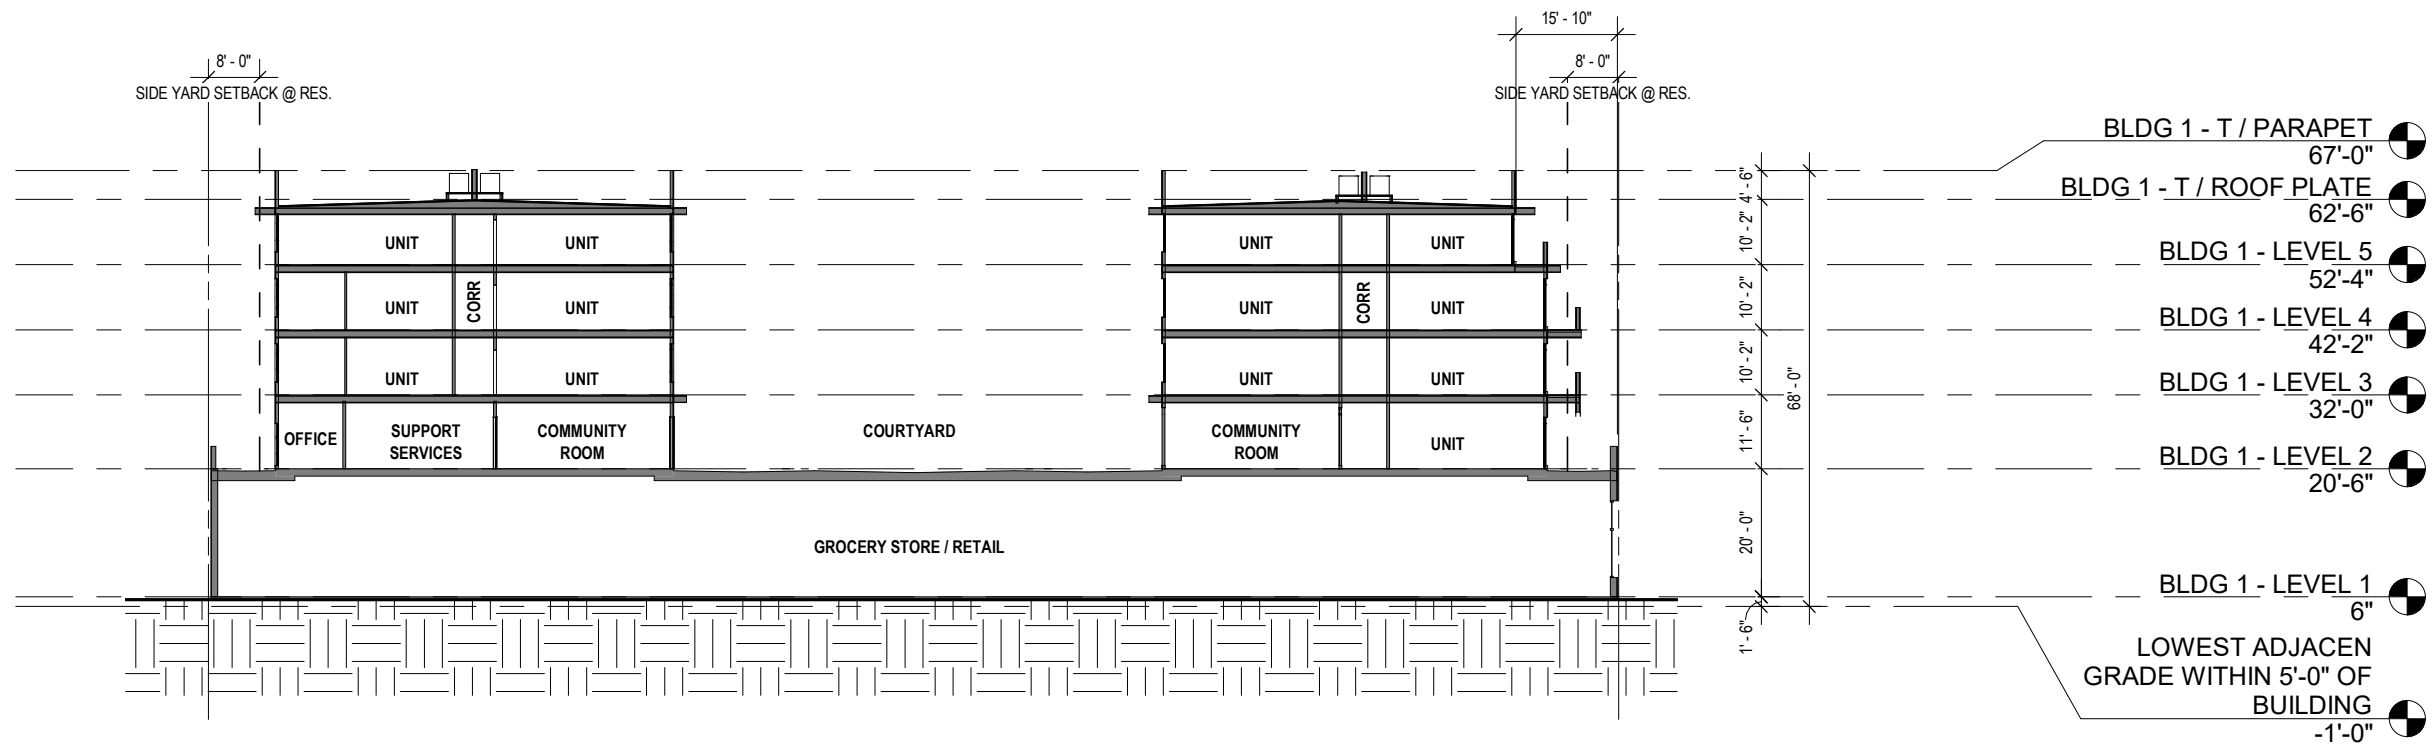 15' - 10"
8' - 0"
8' - 0"
SIDE YARD SETBACK @ RES.
SIDE YARD SETBACK @ RES.
BLDG 1 - T / PARAPET
67'-0"
4' - 6"
BLDG 1 - T / ROOF PLATE
62'-6"
10' - 2"
UNIT
UNIT
UNIT
UNIT
BLDG 1 - LEVEL 5
52'-4"
10' - 2"
UNIT
CORR
UNIT
UNIT
CORR
UNIT
BLDG 1 - LEVEL 4
42'-2"
10' - 2"
UNIT
UNIT
UNIT
UNIT
68' - 0"
BLDG 1 - LEVEL 3
32'-0"
11' - 6"
OFFICE
SUPPORT
SERVICES
COMMUNITY
ROOM
COURTYARD
COMMUNITY
ROOM
UNIT
BLDG 1 - LEVEL 2
20'-6"
20' - 0"
GROCERY STORE / RETAIL
BLDG 1 - LEVEL 1
6"
1' - 6"
LOWEST ADJACEN
GRADE WITHIN 5'-0" OF
BUILDING
-1'-0"